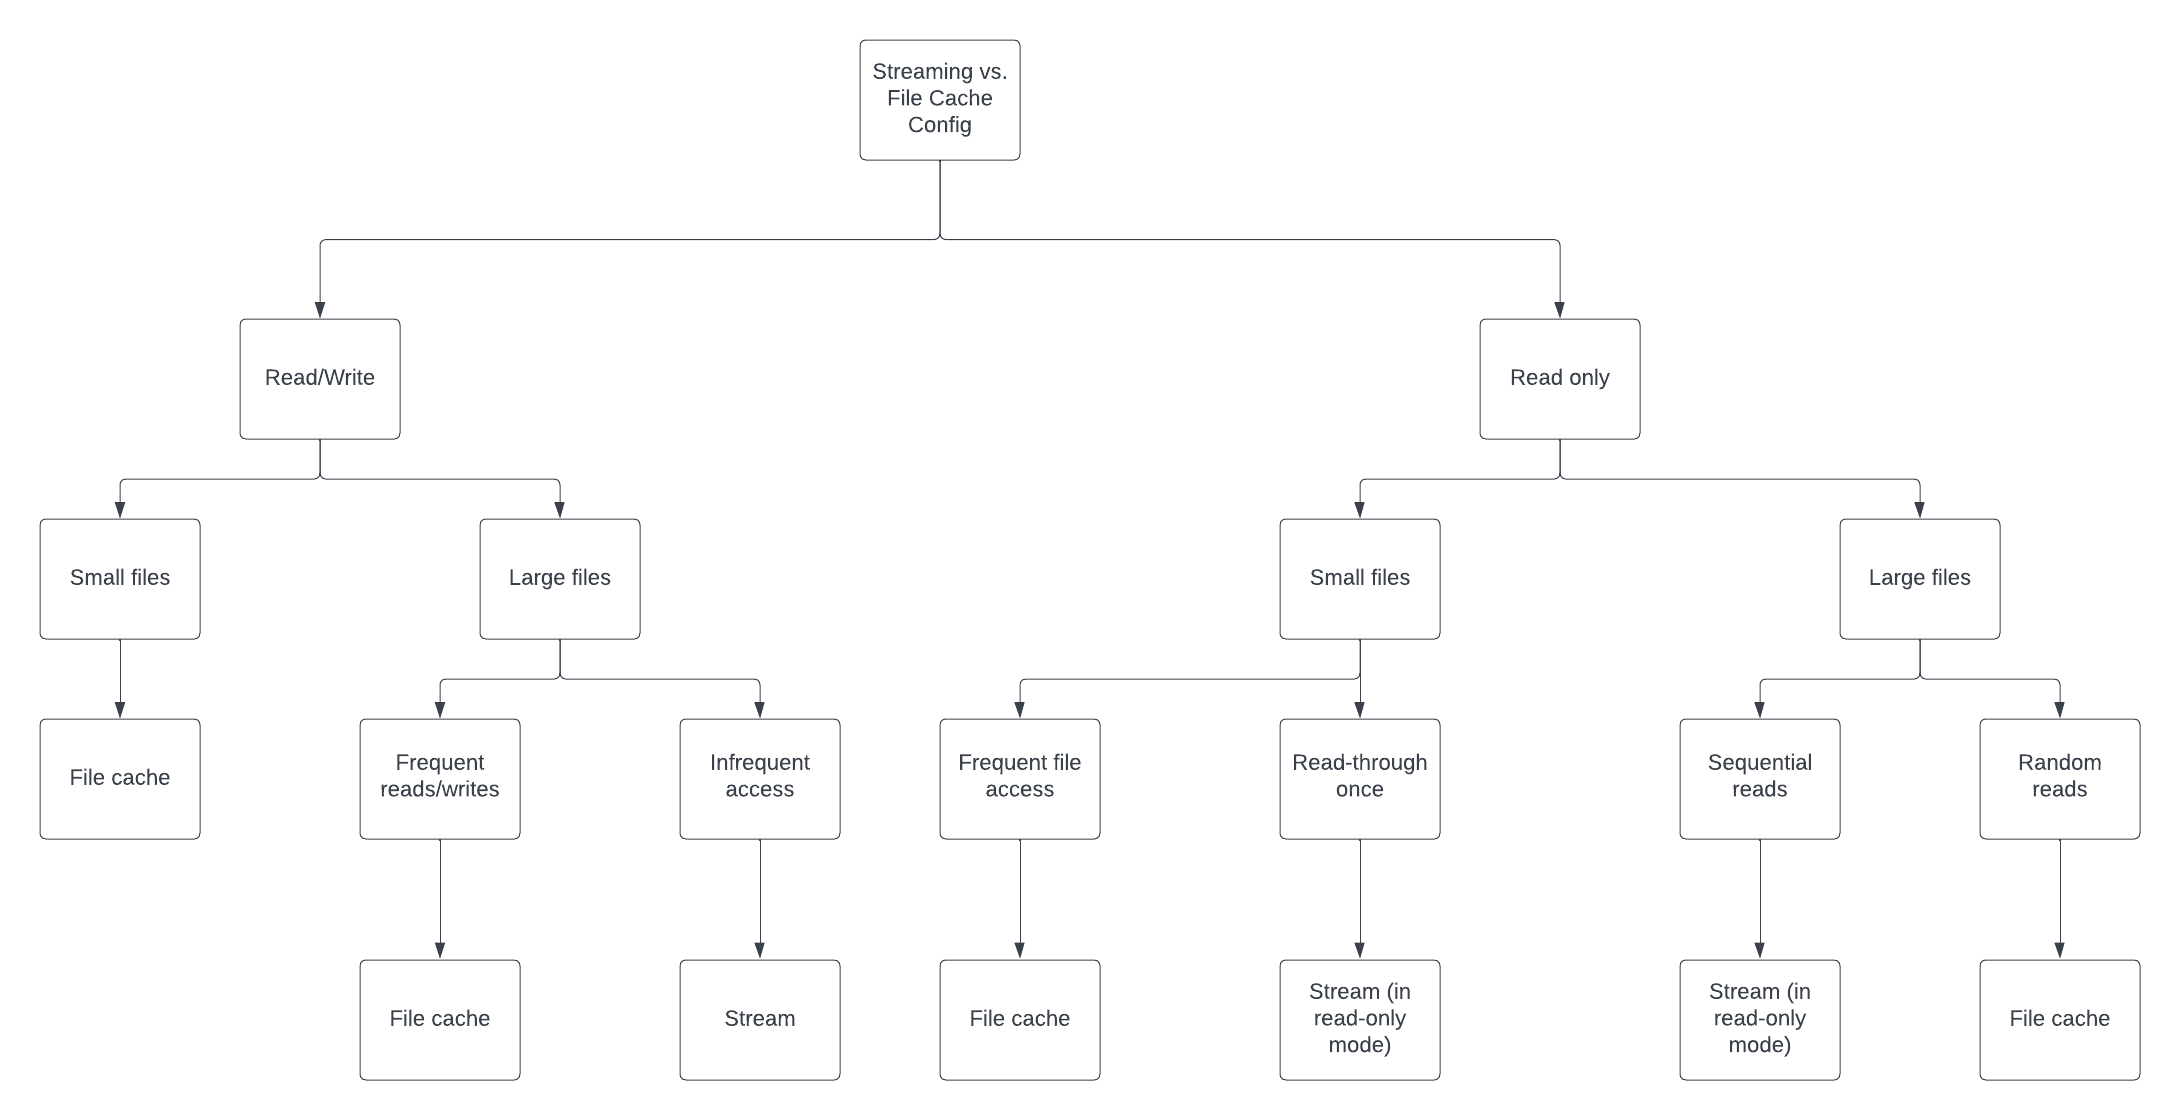 Streaming vs.
File Cache
Config
Read/Write
Read only
Small files
Large files
Small files
Large files
File cache
Frequent
reads/writes
Infrequent
access
Frequent file
access
Read-through
once
Sequential
reads
Random
reads
File cache
Stream
File cache
Stream (in
read-only
mode)
Stream (in
read-only
mode)
File cache